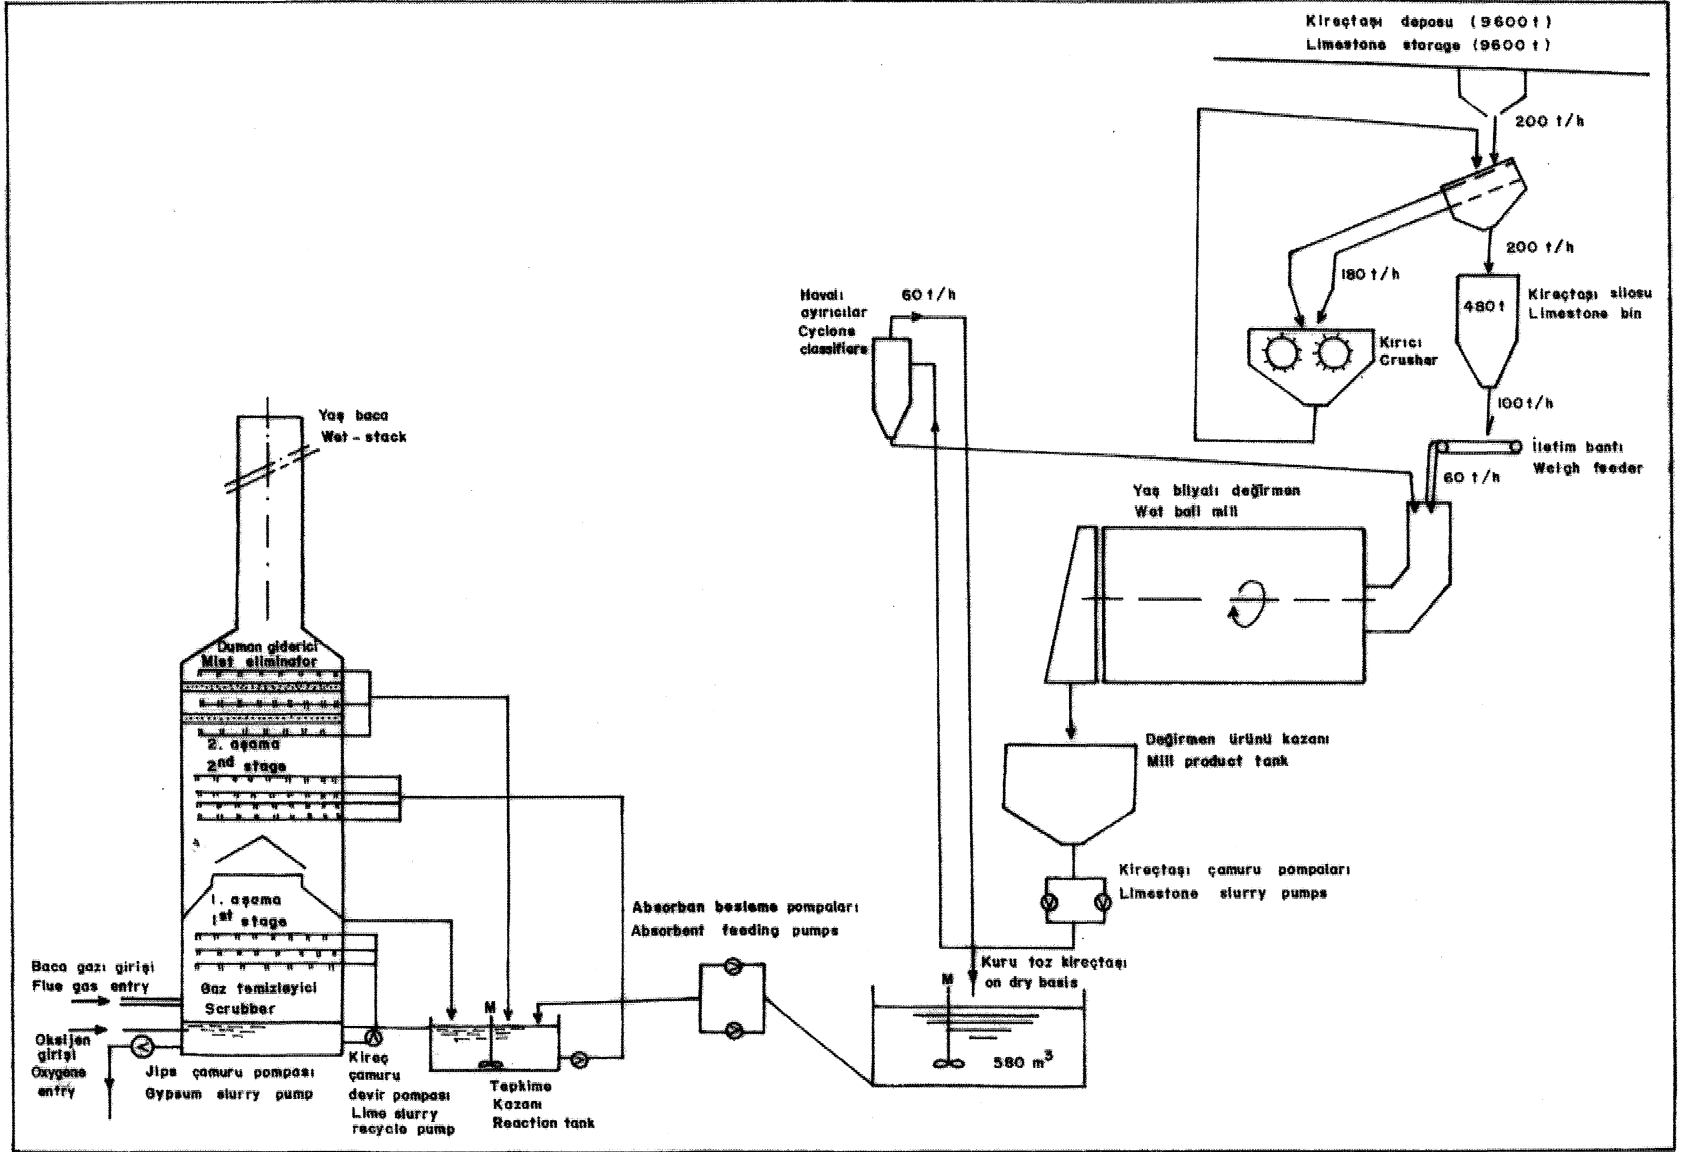 Kireçtaşı deposu (9600 t)
Limestone storage (9600 t)
200 t/h
200 t/h
180 t/h
480 t
Kireçtaşı silosu
Limestone bin
Kırıcı
Crusher
100 t/h
İletim bantı
Weigh feeder
60 t/h
Havalı
ayırıcılar
Cyclone
classifiers
60 t/h
Yaş bilyalı değirmen
Wet ball mill
Yaş baca
Wet - stack
Duman giderici
Mist eliminator
2. aşama
2nd stage
1. aşama
1st stage
Değirmen ürünü kazanı
Mill product tank
Kireçtaşı çamuru pompaları
Limestone slurry pumps
Absorban besleme pompaları
Absorbent feeding pumps
Kuru toz kireçtaşı
on dry basis
M
580 m3
Baca gazı girişi
Flue gas entry
Gaz temizleyici
Scrubber
Oksijen
girişi
Oxygene
entry
Jips çamuru pompası
Gypsum slurry pump
Kireç
çamuru
devir pompası
Lime slurry
recycle pump
M
Tepkime
Kazanı
Reaction tank